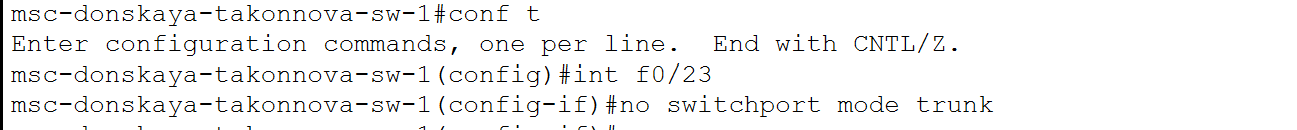 msc-donskaya-takonnova-sw-1#conf t
Enter configuration commands, one per line.  End with CNTL/Z.
msc-donskaya-takonnova-sw-1(config)#int f0/23
msc-donskaya-takonnova-sw-1(config-if)#no switchport mode trunk